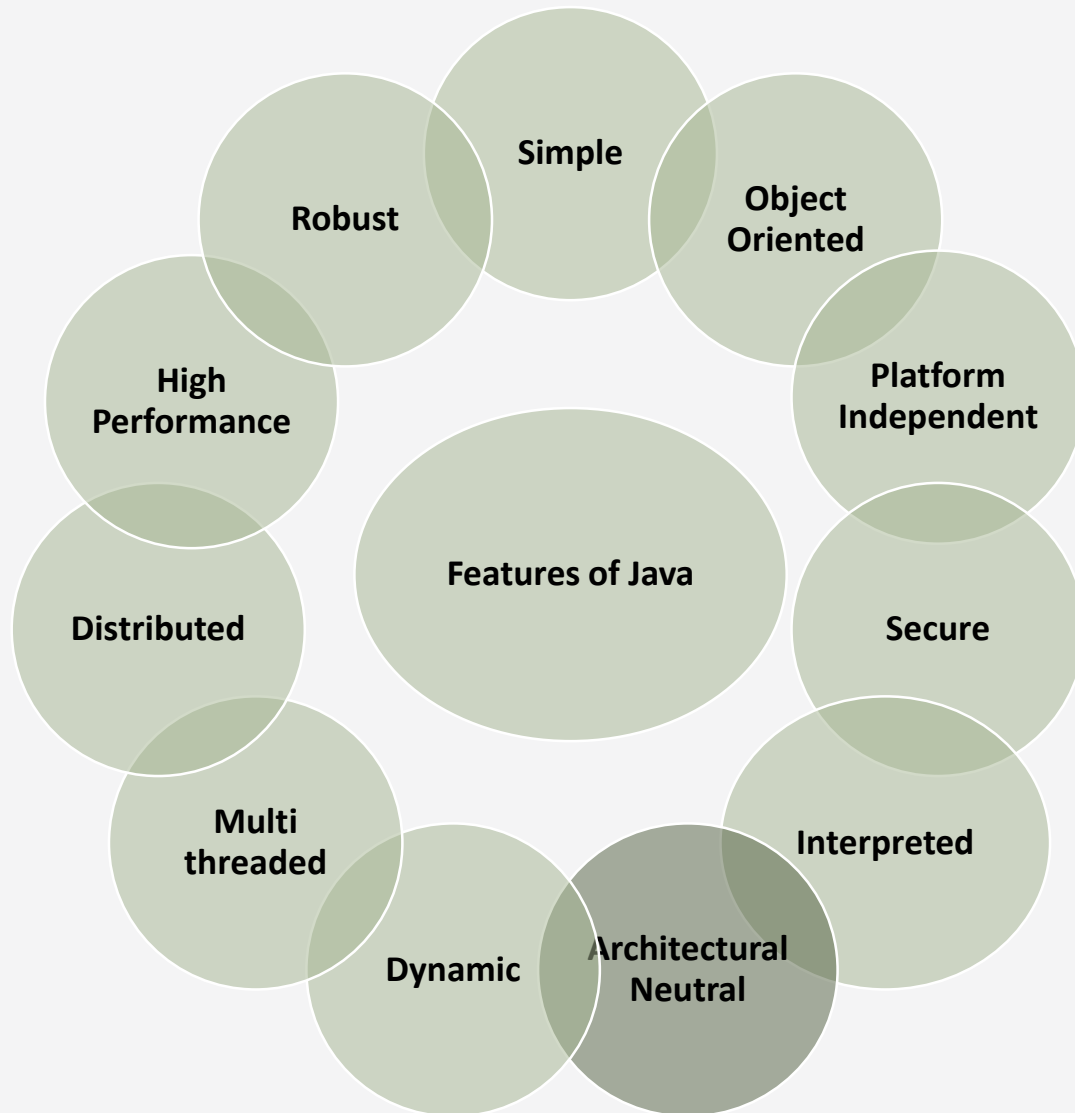 Simple
Object
Oriented
Robust
Platform
Independent
High
Performance
Features of Java
Distributed
Secure
Multi
threaded
Interpreted
Dynamic
Architectural
Neutral